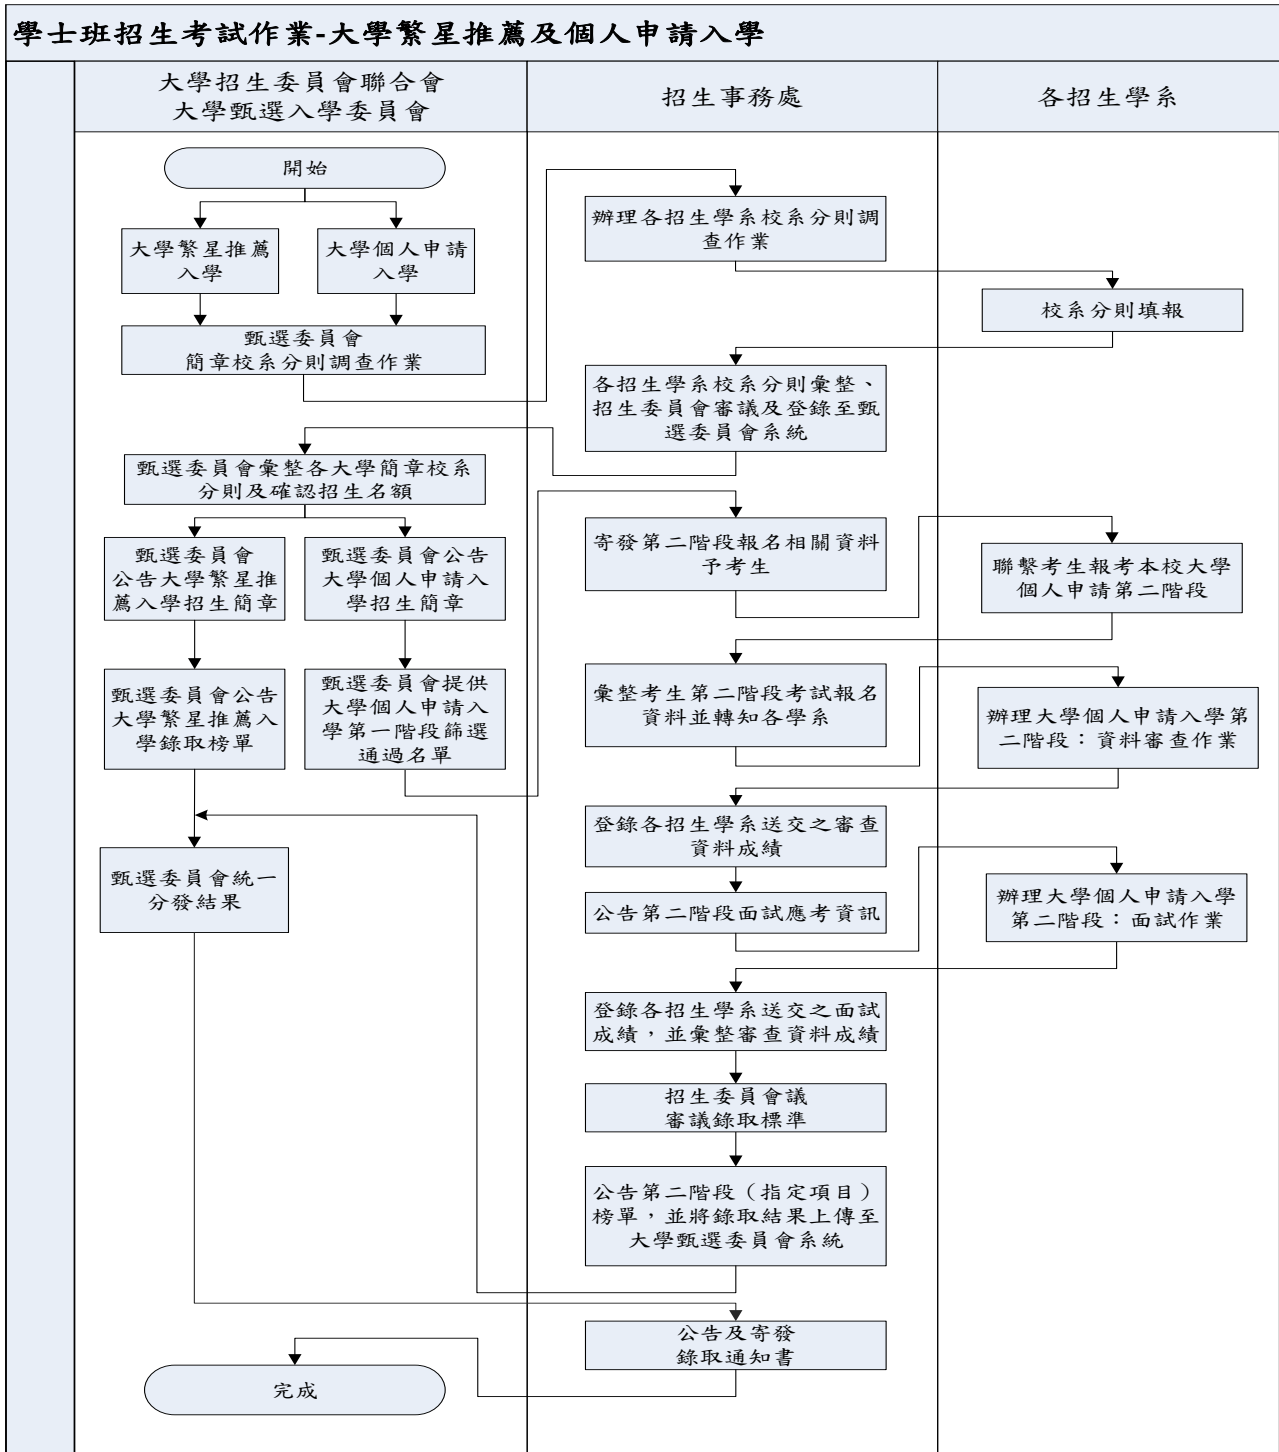 學士班招生考試作業-大學繁星推薦及個人申請入學
大學招生委員會聯合會
大學甄選入學委員會
招生事務處
各招生學系
開始
大學繁星推薦
入學
大學個人申請
入學
甄選委員會
簡章校系分則調查作業
辦理各招生學系校系分則調
查作業
校系分則填報
各招生學系校系分則彙整、
招生委員會審議及登錄至甄
選委員會系統
甄選委員會彙整各大學簡章校系
分則及確認招生名額
甄選委員會
公告大學繁星推
薦入學招生簡章
甄選委員會公告
大學個人申請入
學招生簡章
寄發第二階段報名相關資料
予考生
聯繫考生報考本校大學
個人申請第二階段
甄選委員會公告
大學繁星推薦入
學錄取榜單
甄選委員會提供
大學個人申請入
學第一階段篩選
通過名單
彙整考生第二階段考試報名
資料並轉知各學系
辦理大學個人申請入學第
二階段：資料審查作業
登錄各招生學系送交之審查
資料成績
甄選委員會統一
分發結果
公告第二階段面試應考資訊
辦理大學個人申請入學
第二階段：面試作業
登錄各招生學系送交之面試
成績，並彙整審查資料成績
招生委員會議
審議錄取標準
公告第二階段（指定項目）
榜單，並將錄取結果上傳至
大學甄選委員會系統
公告及寄發
錄取通知書
完成